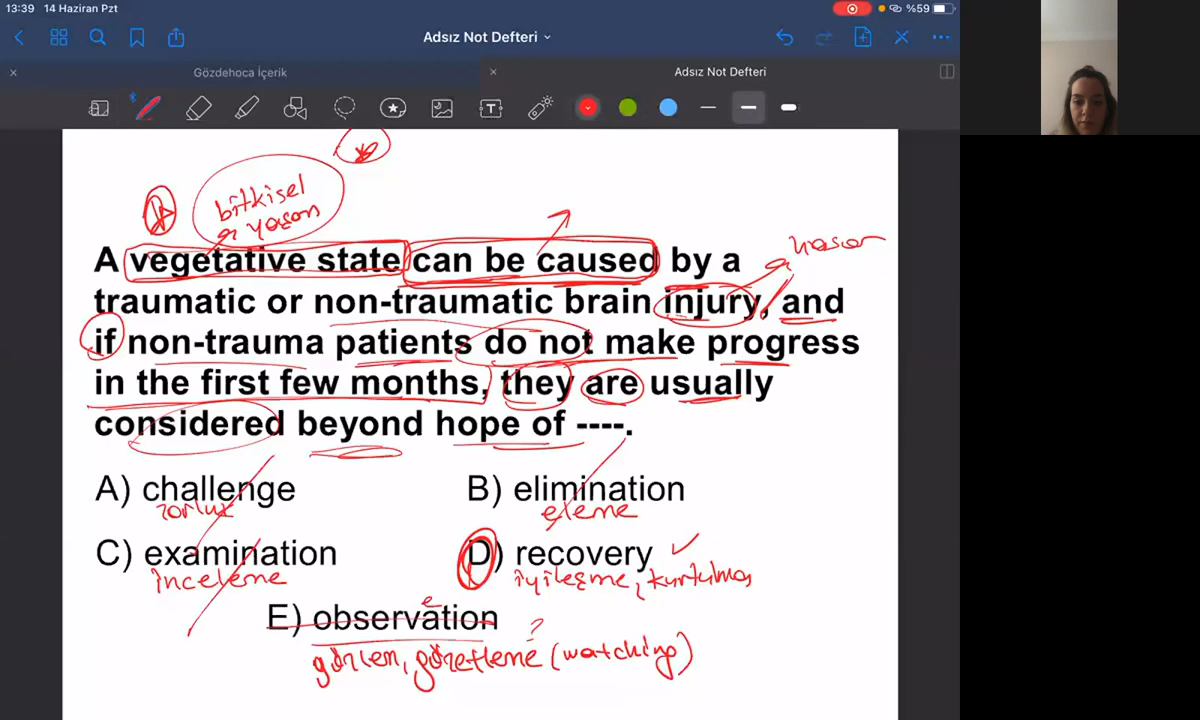 13:39 14 Haziran Pzt
%59
Adsız Not Defteri
Gözdehoca İçerik
Adsız Not Defteri
bitkisel
yaşam
hasar
A vegetative state can be caused by a
traumatic or non-traumatic brain injury, and
if non-trauma patients do not make progress
in the first few months, they are usually
considered beyond hope of ----.
A) challenge
zorluk
B) elimination
eleme
C) examination
inceleme
D) recovery
iyileşme, kurtulma
E) observation
e
?
gözlem, gözetleme (watching)